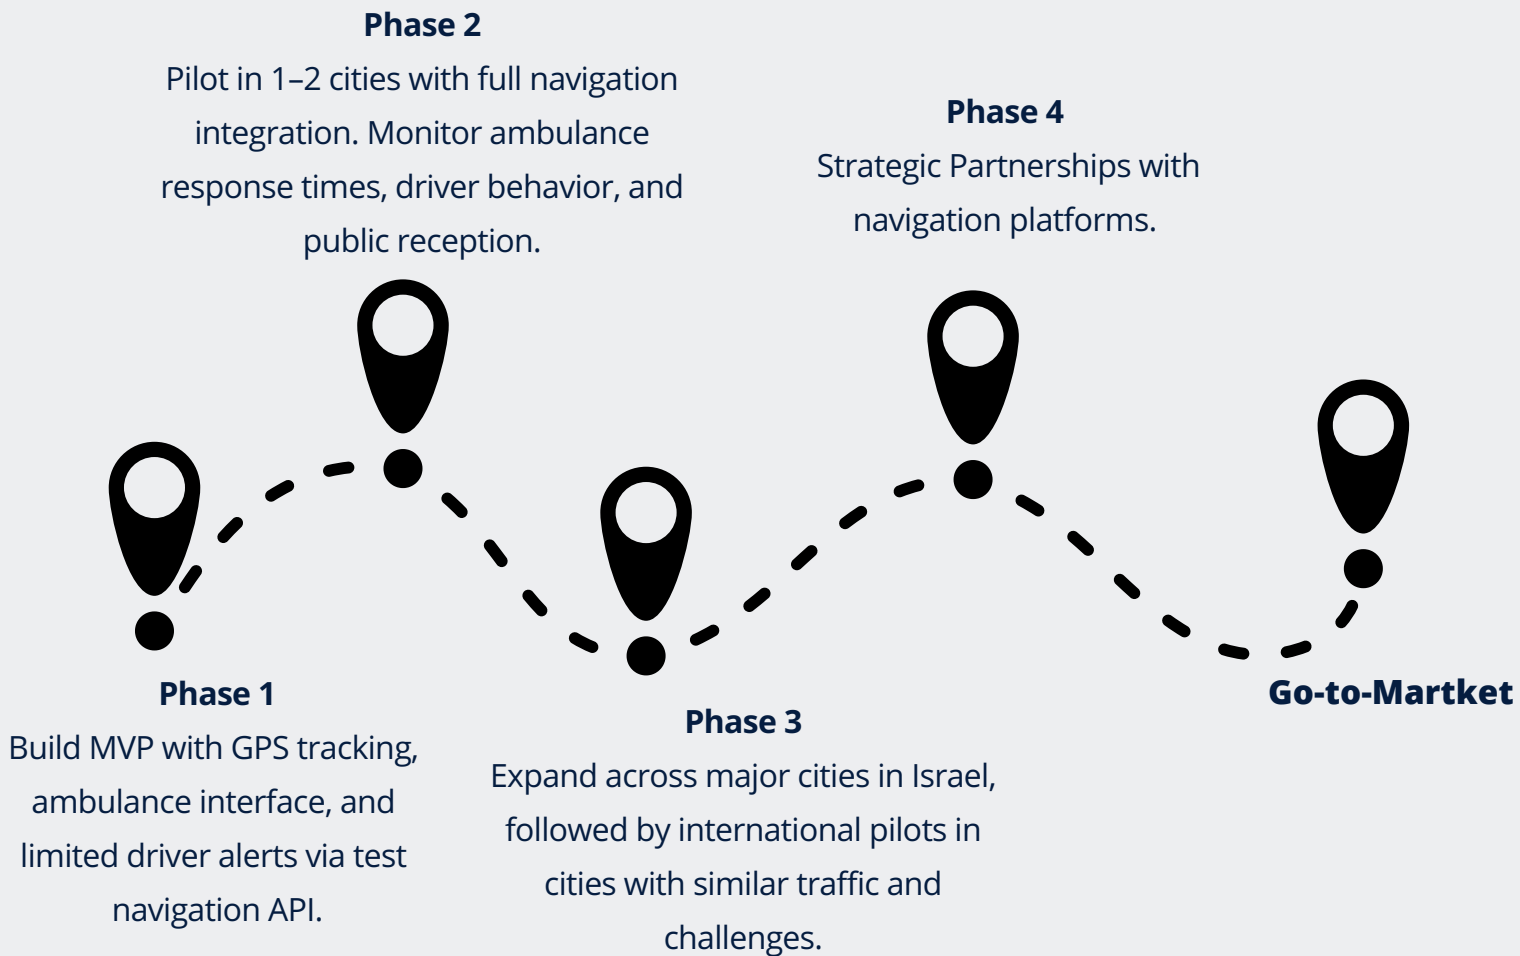 Phase 2
Pilot in 1–2 cities with full navigation
integration. Monitor ambulance
response times, driver behavior, and
public reception.
Phase 4
Strategic Partnerships with
navigation platforms.
Phase 1
Build MVP with GPS tracking,
ambulance interface, and
limited driver alerts via test
navigation API.
Phase 3
Expand across major cities in Israel,
followed by international pilots in
cities with similar traffic and
challenges.
Go-to-Martket